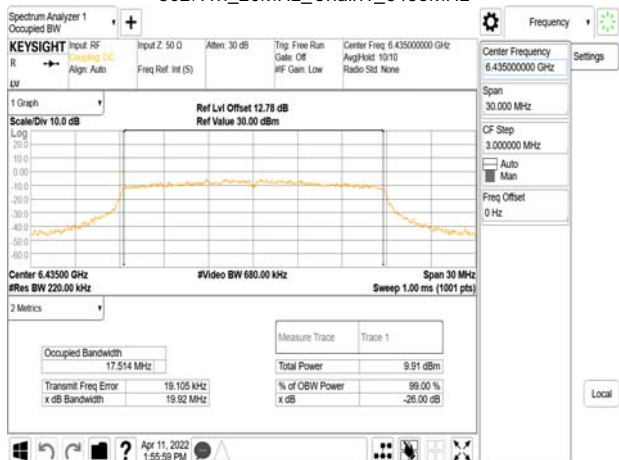 Spectrum Analyzer 1
Occupied BW
Frequency
KEYSIGHT
Input: RF
Coupling: DC
Align: Auto
Input Z: 50 Ω
Freq Ref: Int (S)
Atten: 30 dB
Trig: Free Run
Gate: Off
#IF Gain: Low
Center Freq: 6.435000000 GHz
Avg|Hold: 10/10
Radio Std: None
R
LVI
Center Frequency
6.435000000 GHz
Settings
Span
30.000 MHz
CF Step
3.000000 MHz
Auto
Man
Freq Offset
0 Hz
Local
1 Graph
Scale/Div 10.0 dB
Ref Lvl Offset 12.78 dB
Ref Value 30.00 dBm
Log
20.0
10.0
0.00
-10.0
-20.0
-30.0
-40.0
-50.0
-60.0
Center 6.43500 GHz
#Video BW 680.00 kHz
Span 30 MHz
#Res BW 220.00 kHz
Sweep 1.00 ms (1001 pts)
2 Metrics
Measure Trace Trace 1
Occupied Bandwidth
17.514 MHz
Total Power 9.91 dBm
Transmit Freq Error 19.105 kHz
% of OBW Power 99.00 %
x dB Bandwidth 19.92 MHz
x dB -26.00 dB
Apr 11, 2022
1:55:59 PM